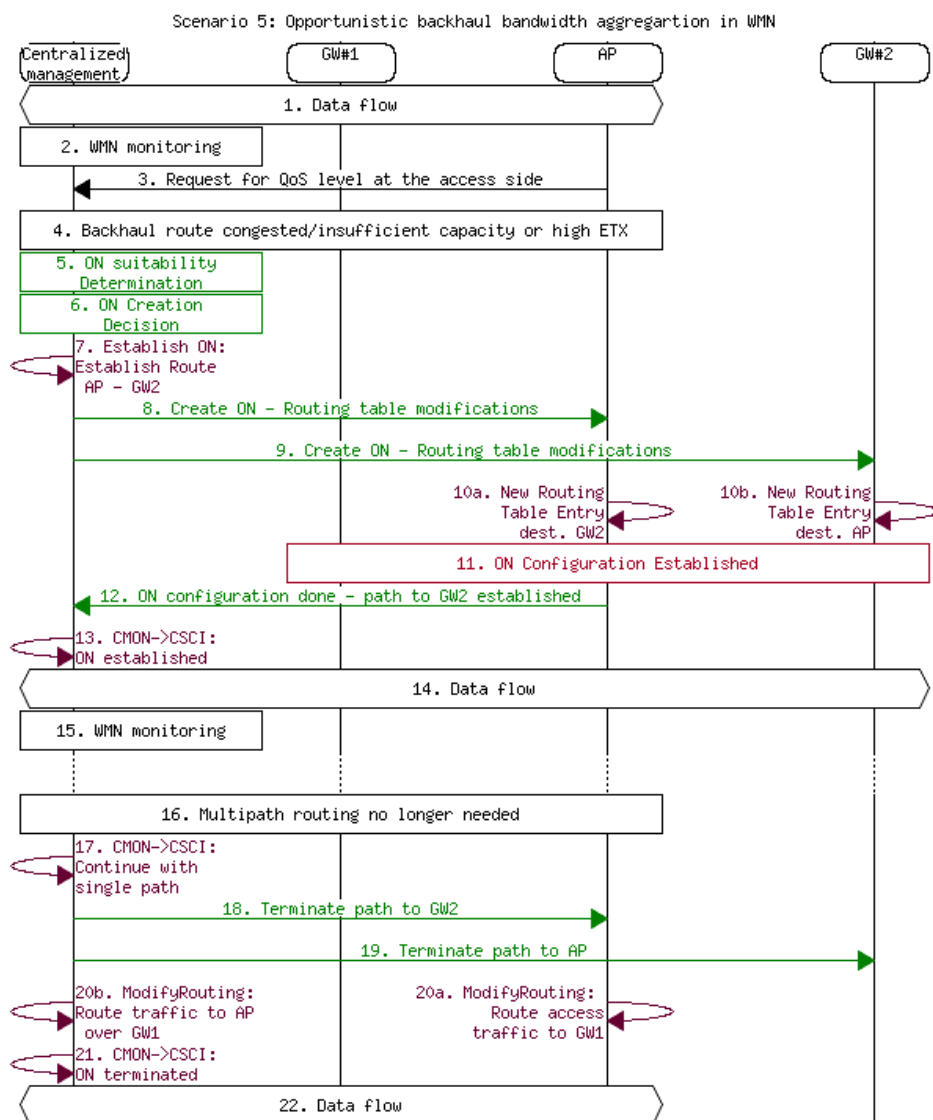 Scenario 5: Opportunistic backhaul bandwidth aggregartion in WMN
Centralized
management
GW#1
AP
GW#2
1. Data flow
2. WMN monitoring
3. Request for QoS level at the access side
4. Backhaul route congested/insufficient capacity or high ETX
5. ON suitability
Determination
6. ON Creation
Decision
7. Establish ON:
Establish Route
AP - GW2
8. Create ON - Routing table modifications
9. Create ON - Routing table modifications
10a. New Routing
Table Entry
dest. GW2
10b. New Routing
Table Entry
dest. AP
11. ON Configuration Established
12. ON configuration done - path to GW2 established
13. CMON->CSCI:
ON established
14. Data flow
15. WMN monitoring
16. Multipath routing no longer needed
17. CMON->CSCI:
Continue with
single path
18. Terminate path to GW2
19. Terminate path to AP
20b. ModifyRouting:
Route traffic to AP
over GW1
20a. ModifyRouting:
Route access
traffic to GW1
21. CMON->CSCI:
ON terminated
22. Data flow